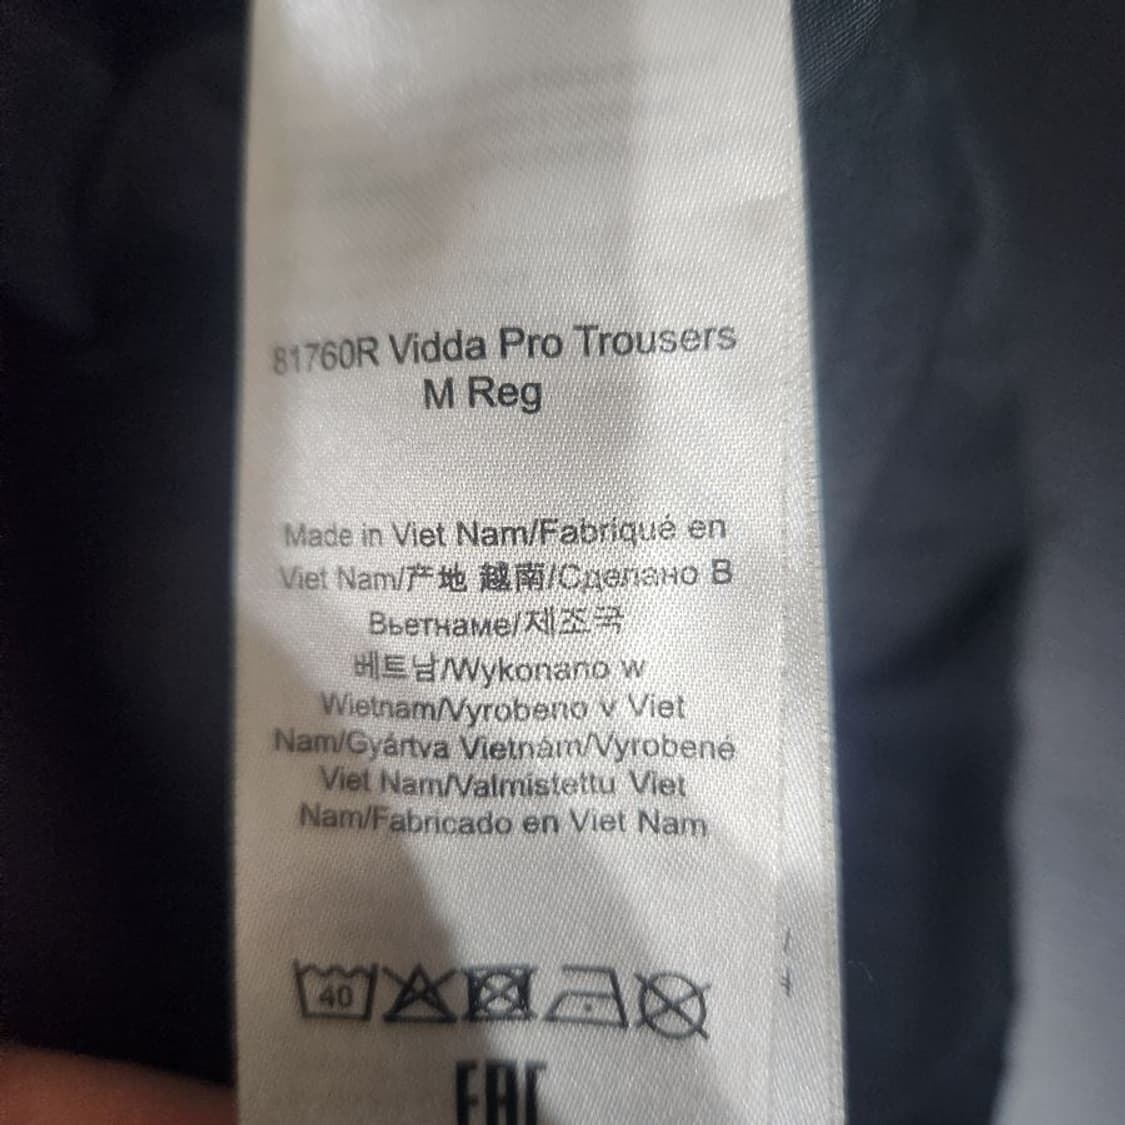 81760R Vidda Pro Trousers
M Reg
Made in Viet Nam/Fabriqué en
Viet Nam/产地 越南/Сделано В
Вьетнаме/제조국
베트남/Wykonano w
Wietnam/Vyrobeno v Viet
Nam/Gyártva Vietnám/Vyrobené
Viet Nam/Valmistettu Viet
Nam/Fabricado en Viet Nam
40
EAC